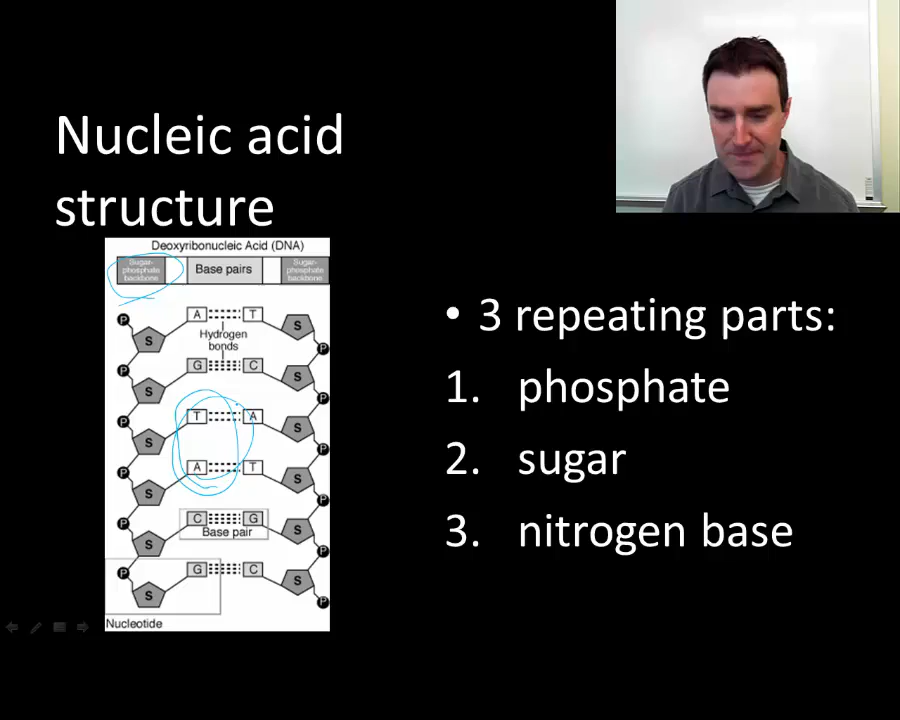 Nucleic acid
structure
Deoxyribonucleic Acid (DNA)
Sugar-
phosphate
backbone
Base pairs
Sugar-
phosphate
backbone
P A T
S S
Hydrogen
bonds
P
P G C
S S
P
P T A
S S
P
P A T
S S
P
P C G
Base pair
S S
P
P G C
S S
P
Nucleotide
• 3 repeating parts:
1. phosphate
2. sugar
3. nitrogen base